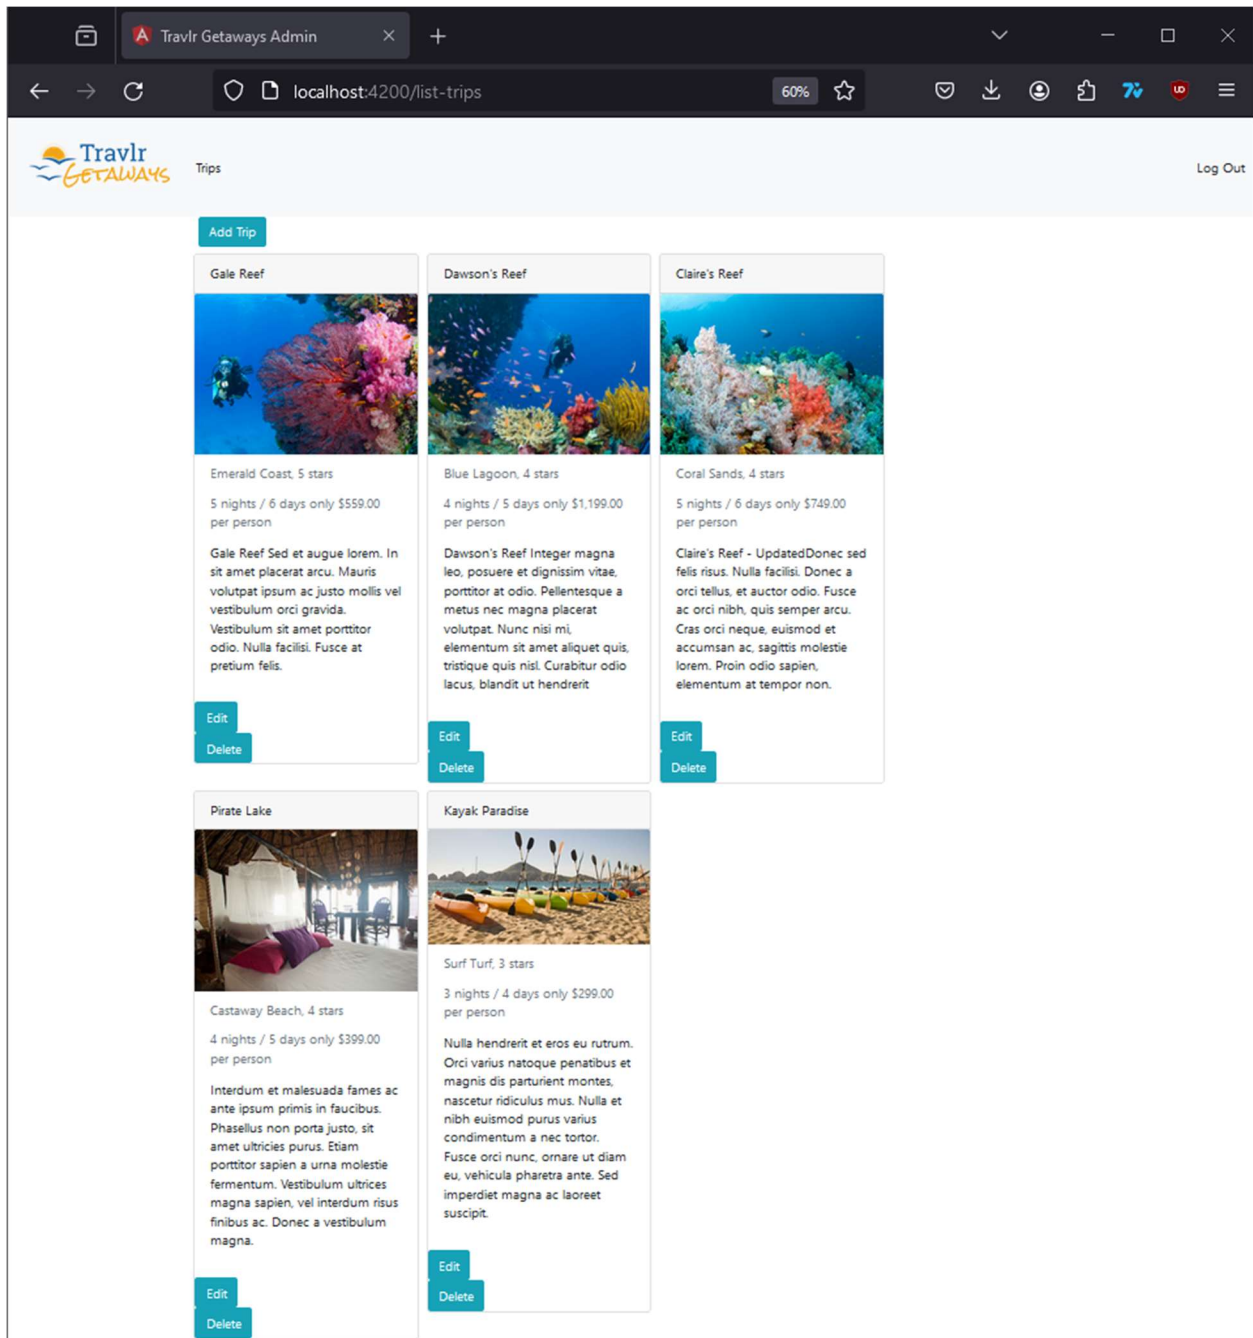 Travlr Getaways Admin
localhost:4200/list-trips
60%
Travlr
GETAWAYS
Trips
Log Out
Add Trip
Gale Reef
Emerald Coast, 5 stars
5 nights / 6 days only $559.00
per person
Gale Reef Sed et augue lorem. In
sit amet placerat arcu. Mauris
volutpat ipsum ac justo mollis vel
vestibulum orci gravida.
Vestibulum sit amet porttitor
odio. Nulla facilisi. Fusce at
pretium felis.
Edit
Delete
Dawson's Reef
Blue Lagoon, 4 stars
4 nights / 5 days only $1,199.00
per person
Dawson's Reef Integer magna
leo, posuere et dignissim vitae,
porttitor at odio. Pellentesque a
metus nec magna placerat
volutpat. Nunc nisi mi,
elementum sit amet aliquet quis,
tristique quis nisl. Curabitur odio
lacus, blandit ut hendrerit
Edit
Delete
Claire's Reef
Coral Sands, 4 stars
5 nights / 6 days only $749.00
per person
Claire's Reef - UpdatedDonec sed
felis risus. Nulla facilisi. Donec a
orci tellus, et auctor odio. Fusce
ac orci nibh, quis semper arcu.
Cras orci neque, euismod et
accumsan ac, sagittis molestie
lorem. Proin odio sapien,
elementum at tempor non.
Edit
Delete
Pirate Lake
Castaway Beach, 4 stars
4 nights / 5 days only $399.00
per person
Interdum et malesuada fames ac
ante ipsum primis in faucibus.
Phasellus non porta justo, sit
amet ultricies purus. Etiam
porttitor sapien a urna molestie
fermentum. Vestibulum ultrices
magna sapien, vel interdum risus
finibus ac. Donec a vestibulum
magna.
Edit
Delete
Kayak Paradise
Surf Turf, 3 stars
3 nights / 4 days only $299.00
per person
Nulla hendrerit et eros eu rutrum.
Orci varius natoque penatibus et
magnis dis parturient montes,
nascetur ridiculus mus. Nulla et
nibh euismod purus varius
condimentum a nec tortor.
Fusce orci nunc, ornare ut diam
eu, vehicula pharetra ante. Sed
imperdiet magna ac laoreet
suscipit.
Edit
Delete